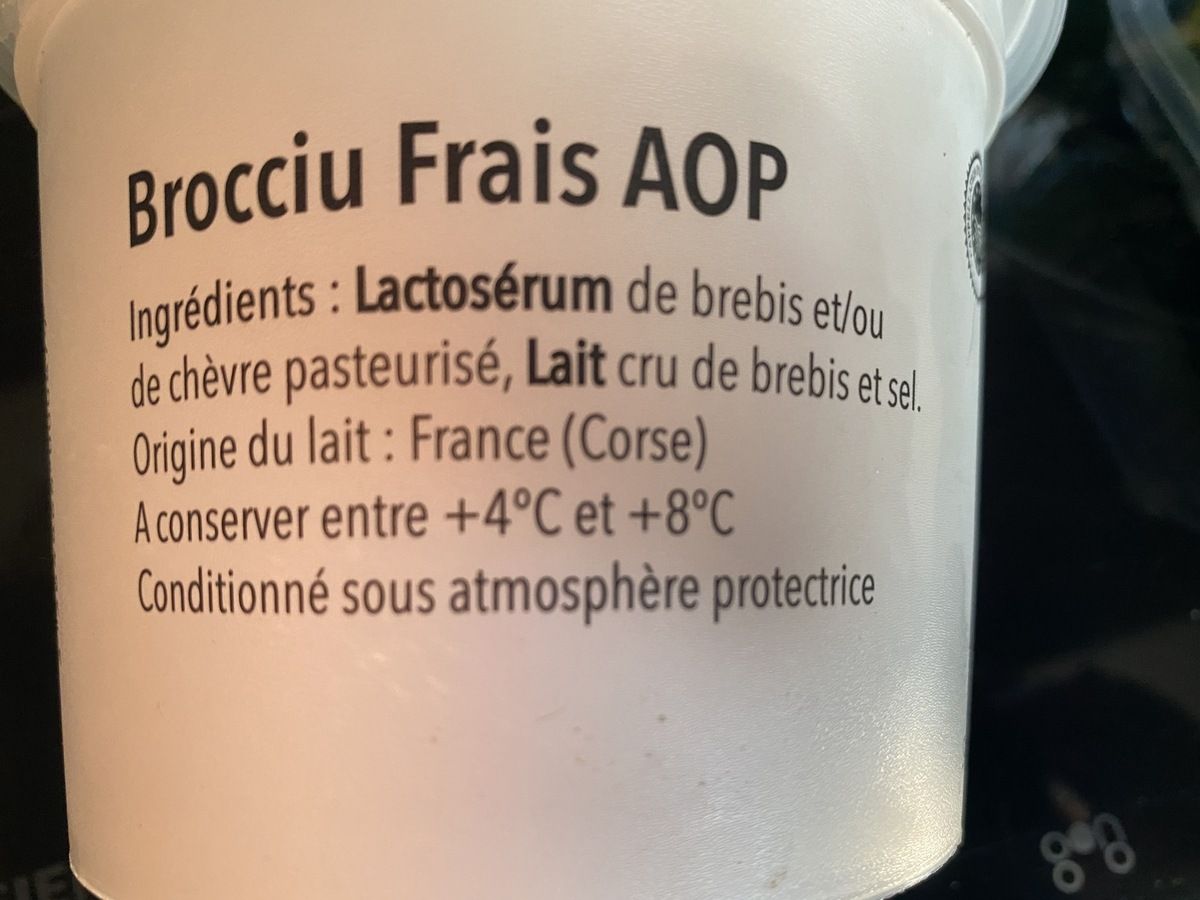 Brocciu Frais AOP
Ingrédients : Lactosérum de brebis et/ou
de chèvre pasteurisé, Lait cru de brebis et sel.
Origine du lait : France (Corse)
A conserver entre +4°C et +8°C
Conditionné sous atmosphère protectrice